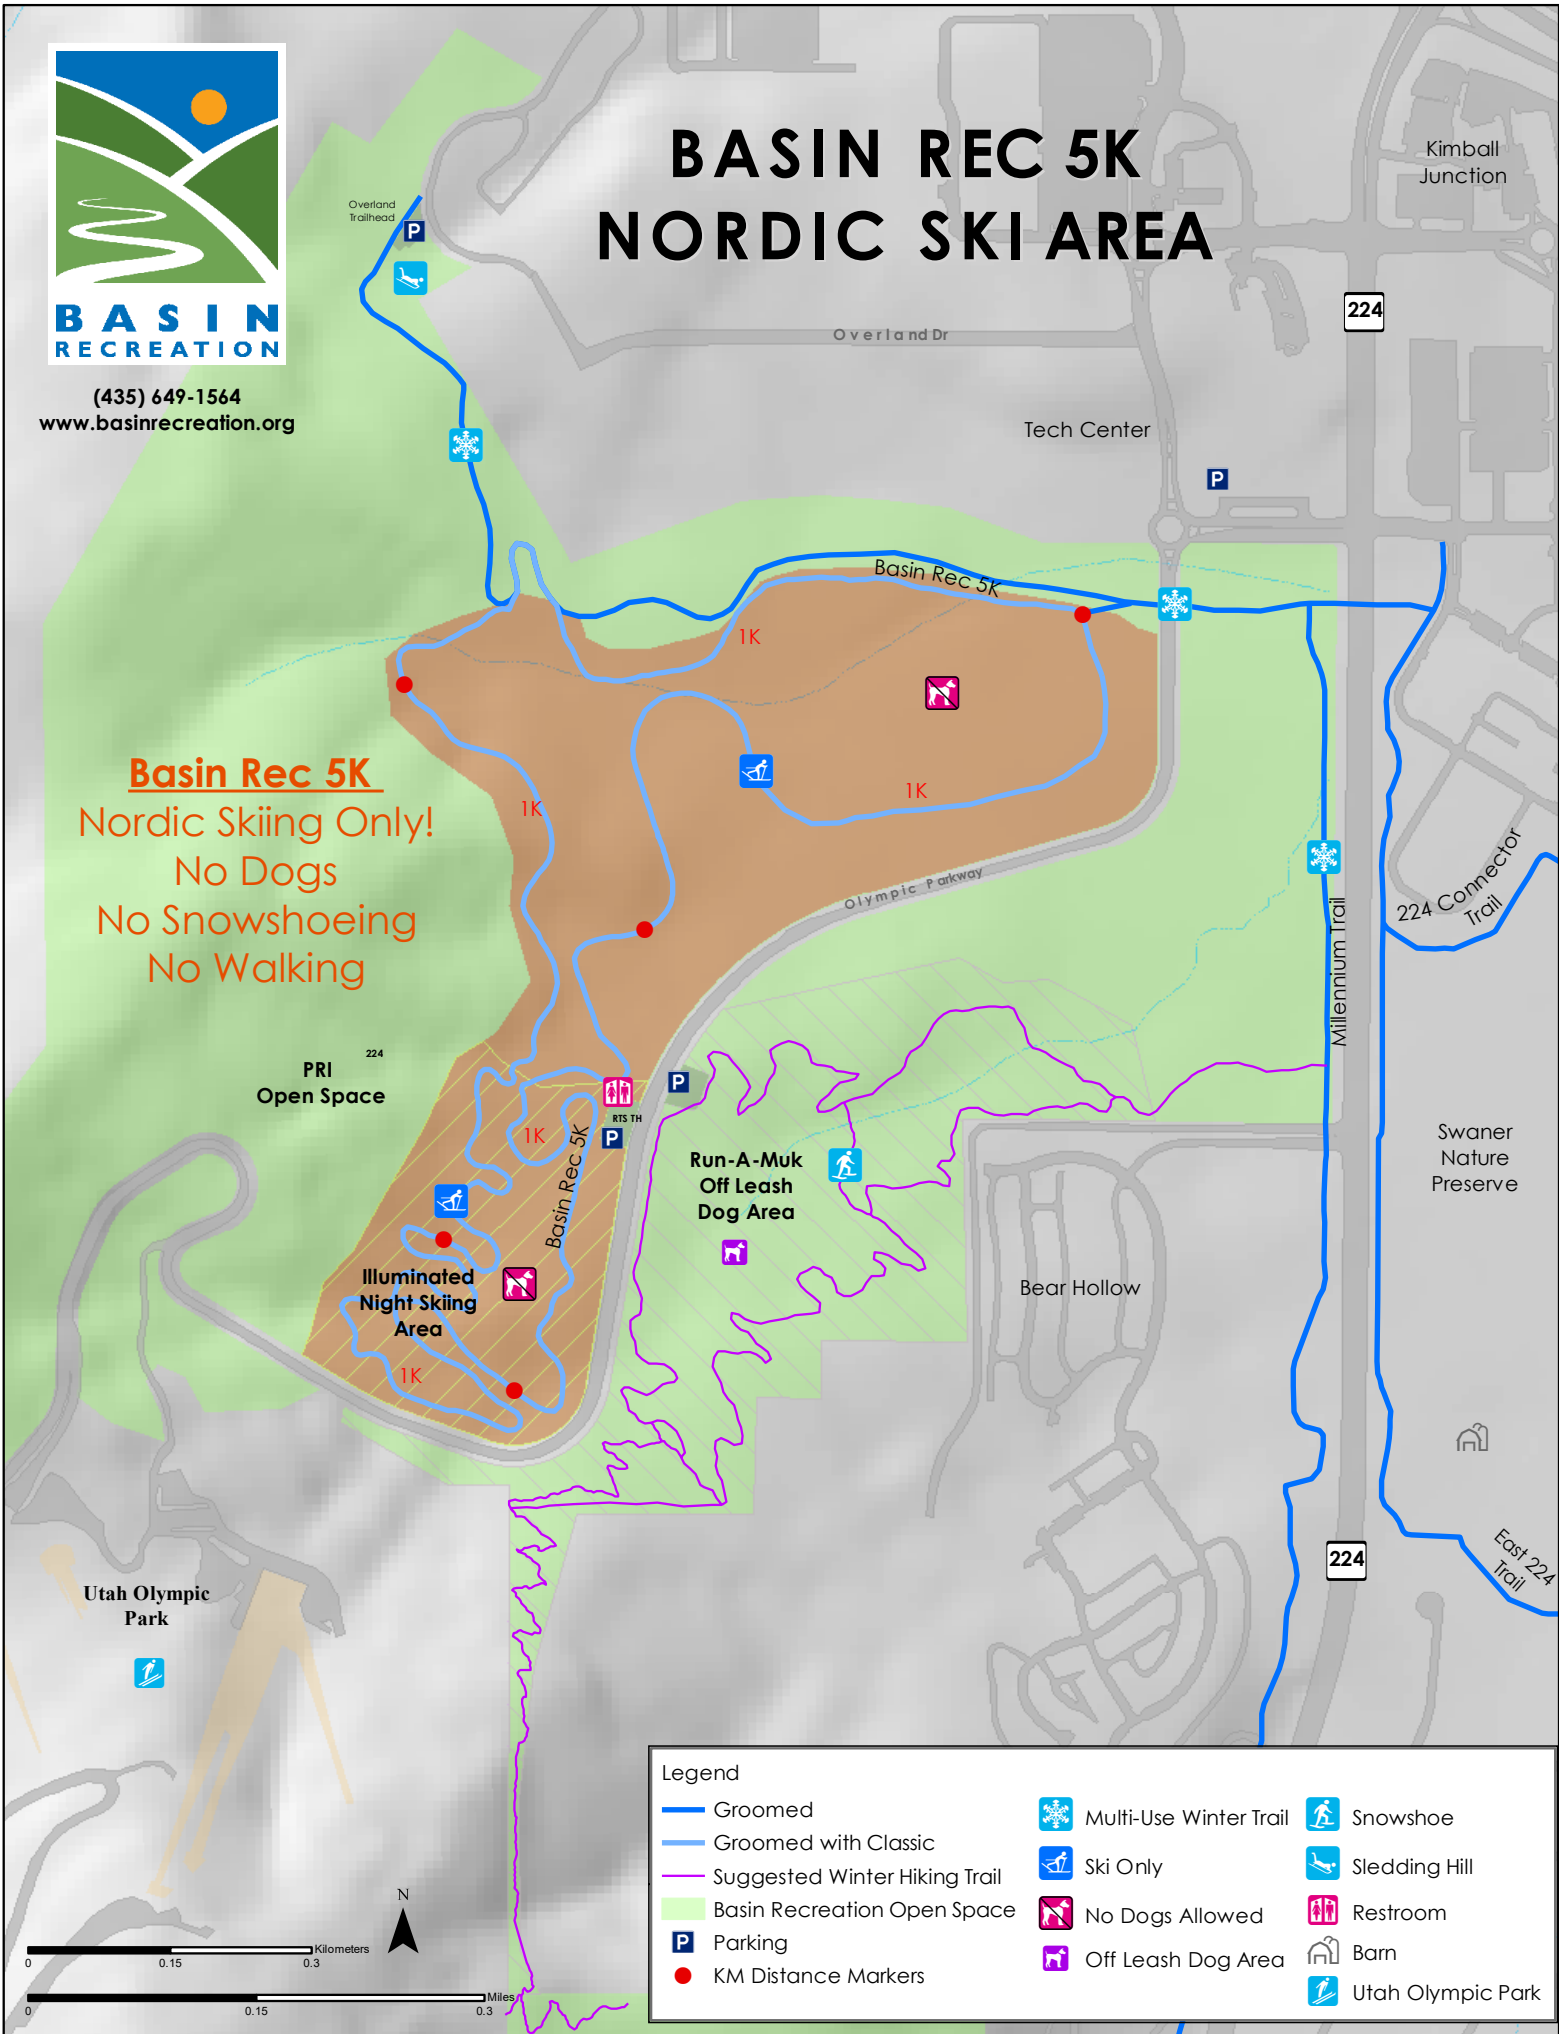 BASIN REC 5K
NORDIC SKI AREA
BASIN
RECREATION
(435) 649-1564
www.basinrecreation.org
Kimball
Junction
Overland
Trailhead
P
224
Overland Dr
Tech Center
P
Basin Rec 5K
1K
Basin Rec 5K
Nordic Skiing Only!
No Dogs
No Snowshoeing
No Walking
1K
1K
Olympic Parkway
224 Connector
Trail
Millennium Trail
224
PRI
Open Space
P
RTS TH
P
1K
Basin Rec 5K
Run-A-Muk
Off Leash
Dog Area
Swaner
Nature
Preserve
Illuminated
Night Skiing
Area
1K
Bear Hollow
224
East 224
Trail
Utah Olympic
Park
Legend
Groomed
Groomed with Classic
Suggested Winter Hiking Trail
Basin Recreation Open Space
P Parking
KM Distance Markers
Multi-Use Winter Trail
Ski Only
No Dogs Allowed
Off Leash Dog Area
Snowshoe
Sledding Hill
Restroom
Barn
Utah Olympic Park
N
Kilometers
0 0.15 0.3
Miles
0 0.15 0.3